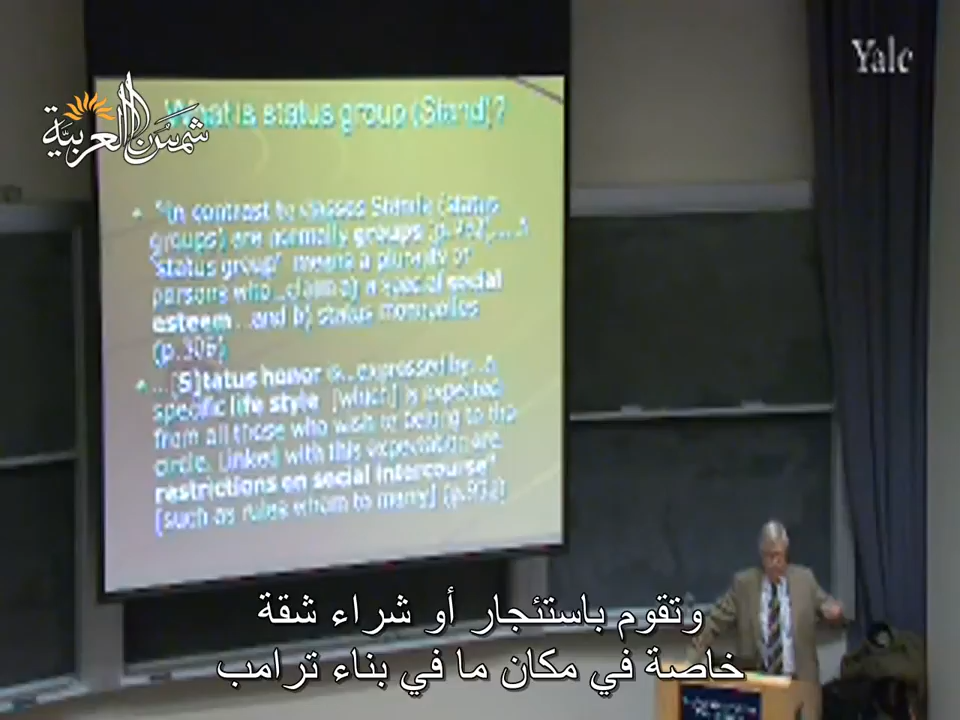 Yale
شمس العربية
What is status group (Stand)?
"In contrast to classes Stände (status
groups) are normally groups (p.932)…. A
"status group" means a plurality of
persons who…claim a) a special social
esteem…and b) status monopolies
(p.306)
…[S]tatus honor is…expressed by…a
specific life style [which] is expected
from all those who wish to belong to the
circle. Linked with this expectation are
restrictions on social intercourse"
[such as rules whom to marry] (p.932)
وتقوم باستئجار أو شراء شقة
خاصة في مكان ما في بناء ترامب